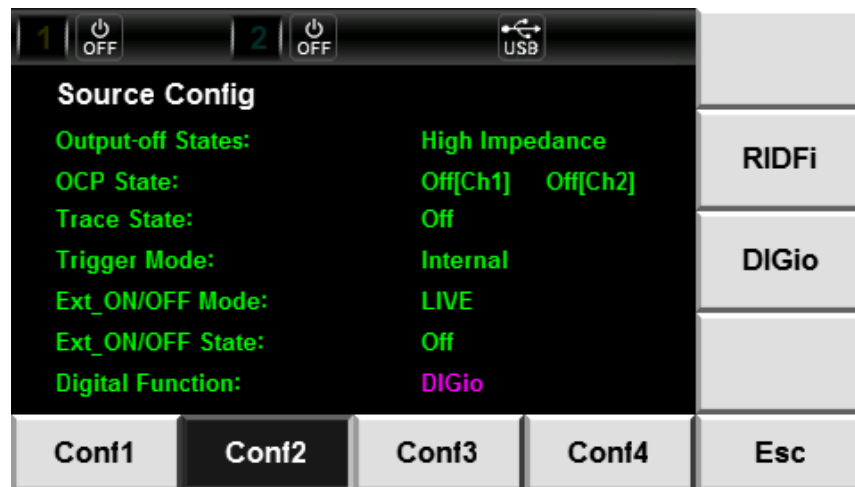 1 OFF 2 OFF USB
Source Config
Output-off States: High Impedance
OCP State: Off[Ch1] Off[Ch2]
Trace State: Off
Trigger Mode: Internal
Ext_ON/OFF Mode: LIVE
Ext_ON/OFF State: Off
Digital Function: DIGio
RIDFi
DIGio
Conf1 Conf2 Conf3 Conf4 Esc